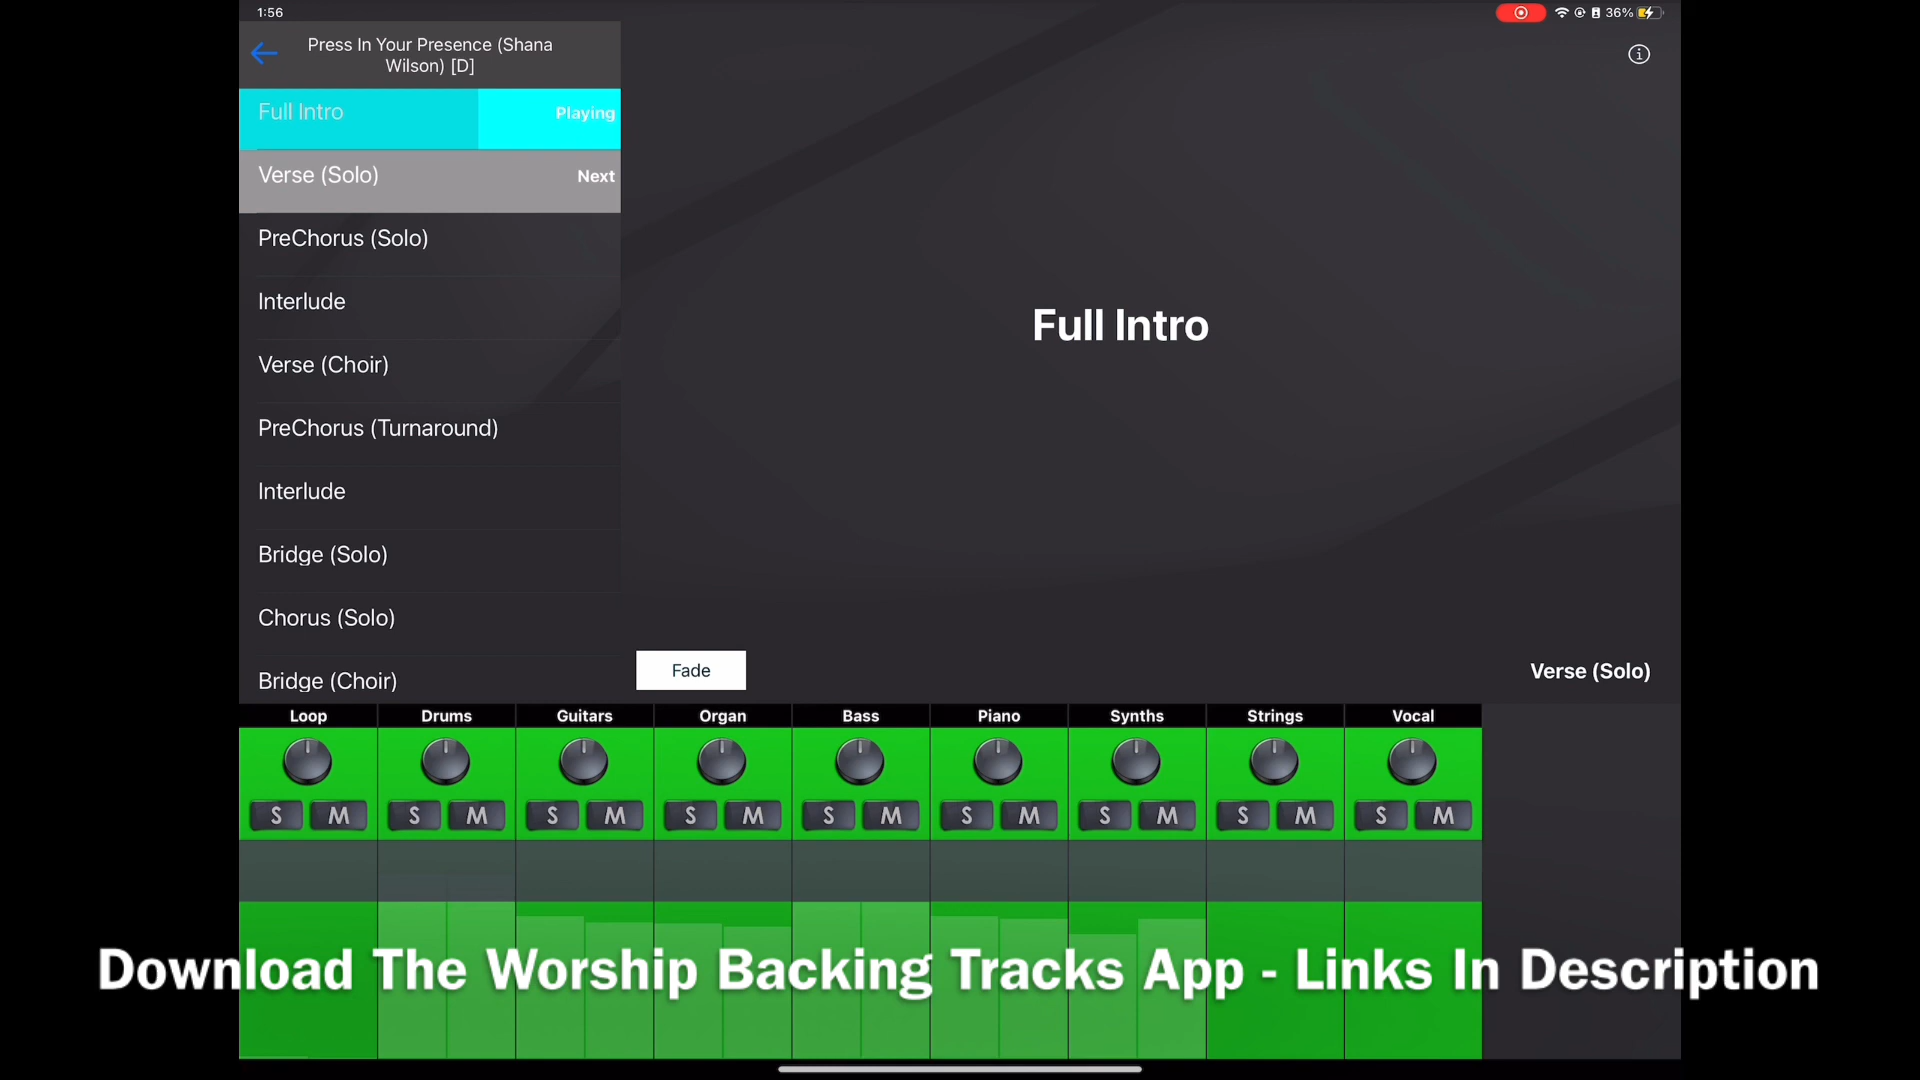 1:56
36%
Press In Your Presence (Shana
Wilson) [D]
Full Intro
Playing
Verse (Solo)
Next
PreChorus (Solo)
Interlude
Verse (Choir)
PreChorus (Turnaround)
Interlude
Bridge (Solo)
Chorus (Solo)
Bridge (Choir)
Full Intro
Fade
Verse (Solo)
Loop Drums Guitars Organ Bass Piano Synths Strings Vocal
S M S M S M S M S M S M S M S M S M
Download The Worship Backing Tracks App - Links In Description